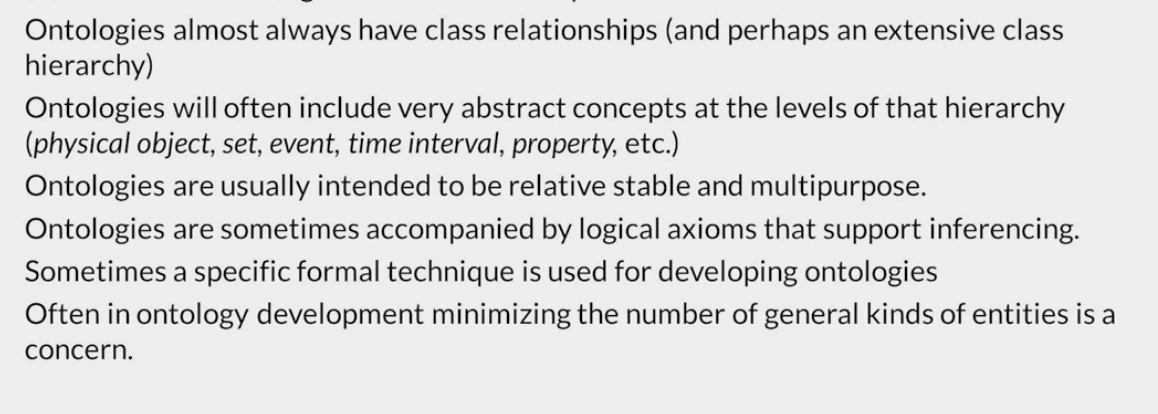 Ontologies almost always have class relationships (and perhaps an extensive class
hierarchy)
Ontologies will often include very abstract concepts at the levels of that hierarchy
(physical object, set, event, time interval, property, etc.)
Ontologies are usually intended to be relative stable and multipurpose.
Ontologies are sometimes accompanied by logical axioms that support inferencing.
Sometimes a specific formal technique is used for developing ontologies
Often in ontology development minimizing the number of general kinds of entities is a
concern.